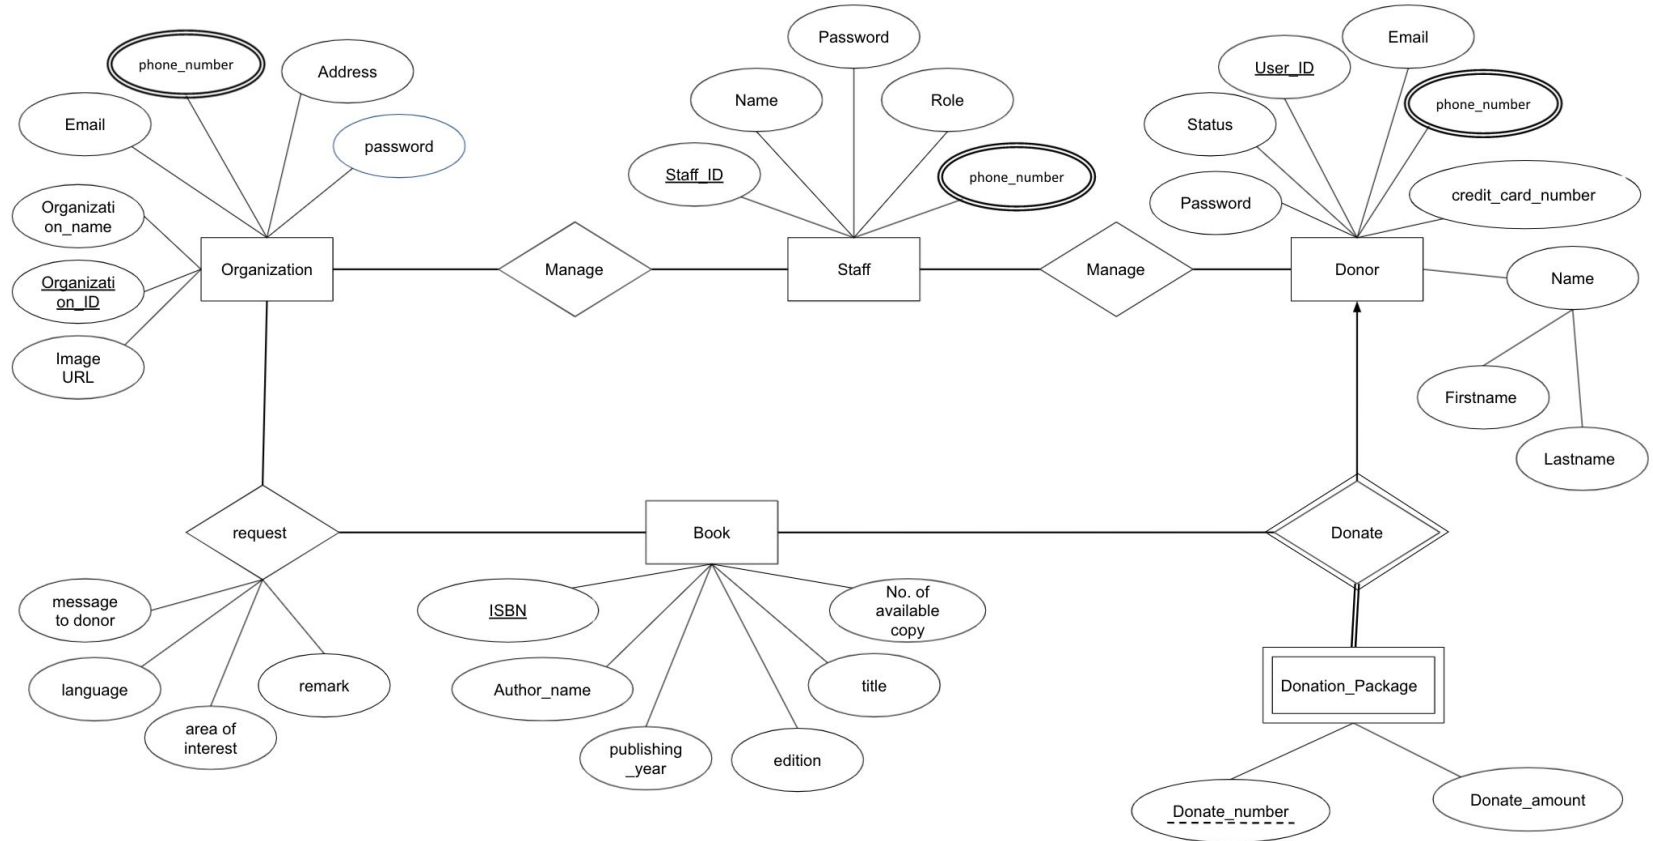 Password
Email
phone_number
Address
User_ID
Name
Role
phone_number
Email
Status
password
Staff_ID
phone_number
credit_card_number
Password
Organizati
on_name
Organization
Manage
Staff
Manage
Donor
Name
Organizati
on_ID
Image
URL
Firstname
Lastname
request
Book
Donate
message
to donor
ISBN
No. of
available
copy
language
remark
Author_name
title
Donation_Package
area of
interest
publishing
_year
edition
Donate_number
Donate_amount